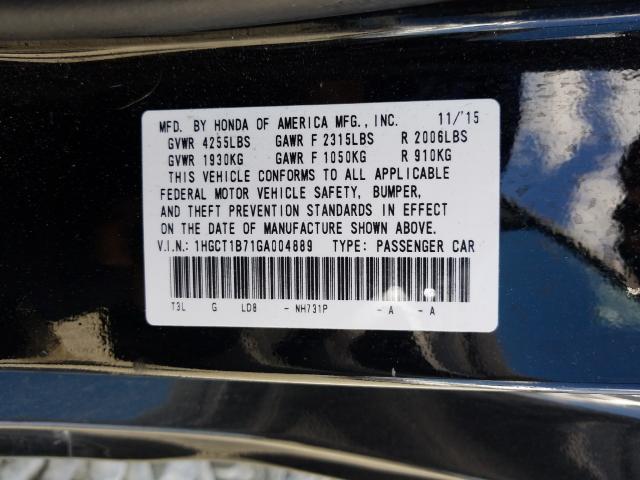 MFD. BY HONDA OF AMERICA MFG., INC. 11/'15
GVWR 4255LBS GAWR F 2315LBS R 2006LBS
GVWR 1930KG GAWR F 1050KG R 910KG
THIS VEHICLE CONFORMS TO ALL APPLICABLE
FEDERAL MOTOR VEHICLE SAFETY, BUMPER,
AND THEFT PREVENTION STANDARDS IN EFFECT
ON THE DATE OF MANUFACTURE SHOWN ABOVE.
V.I.N.: 1HGCT1B71GA004889 TYPE: PASSENGER CAR
T3L G LD8 - NH731P - A - A